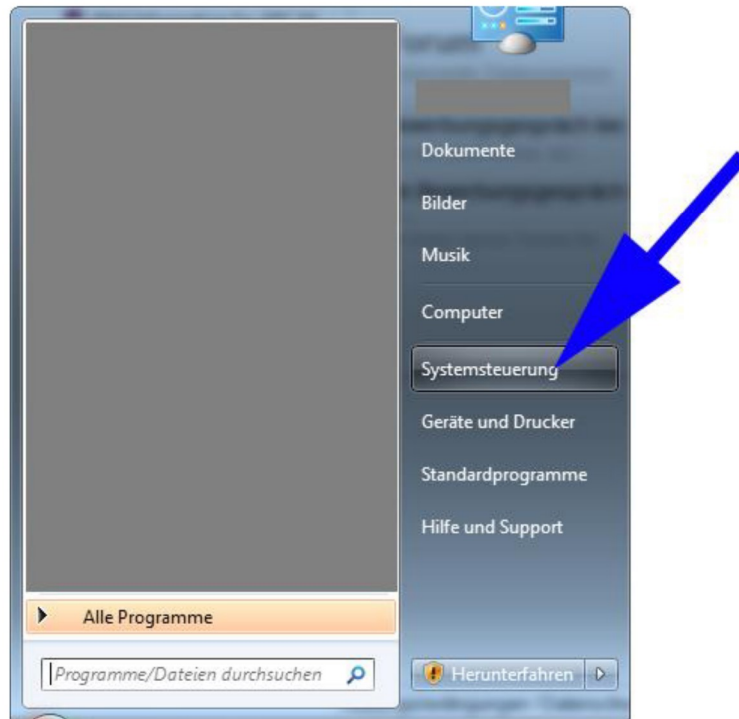 Dokumente
Bilder
Musik
Computer
Systemsteuerung
Geräte und Drucker
Standardprogramme
Hilfe und Support
Alle Programme
Programme/Dateien durchsuchen
Herunterfahren